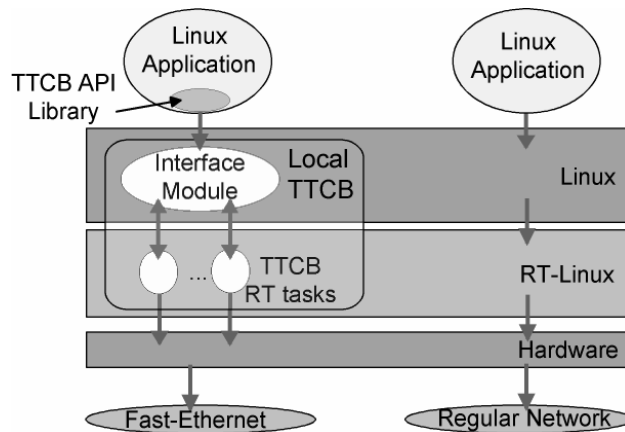 Linux
Application
Linux
Application
TTCB API
Library
Interface
Module
Local
TTCB
Linux
...
TTCB
RT tasks
RT-Linux
Hardware
Fast-Ethernet
Regular Network